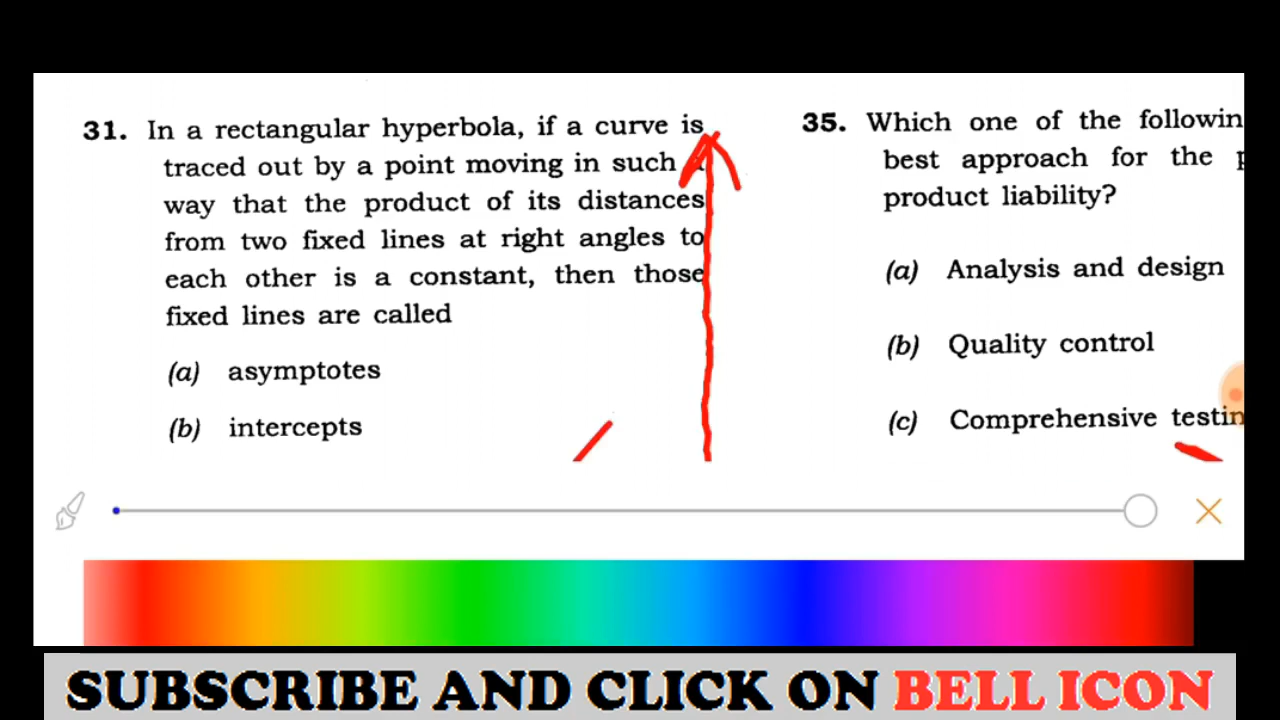 31. In a rectangular hyperbola, if a curve is
traced out by a point moving in such
way that the product of its distances
from two fixed lines at right angles to
each other is a constant, then those
fixed lines are called
(a) asymptotes
(b) intercepts
35. Which one of the followin
best approach for the p
product liability?
(a) Analysis and design
(b) Quality control
(c) Comprehensive testin
SUBSCRIBE AND CLICK ON BELL ICON